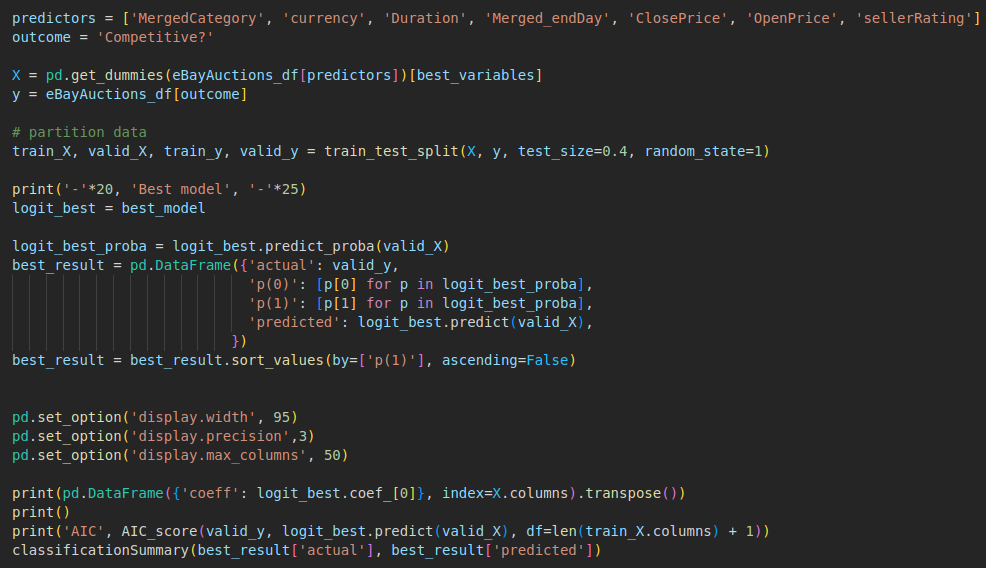 predictors = ['MergedCategory', 'currency', 'Duration', 'Merged_endDay', 'ClosePrice', 'OpenPrice', 'sellerRating']
outcome = 'Competitive?'
X = pd.get_dummies(eBayAuctions_df[predictors])[best_variables]
y = eBayAuctions_df[outcome]
# partition data
train_X, valid_X, train_y, valid_y = train_test_split(X, y, test_size=0.4, random_state=1)
print('-'*20, 'Best model', '-'*25)
logit_best = best_model
logit_best_proba = logit_best.predict_proba(valid_X)
best_result = pd.DataFrame({'actual': valid_y,
                            'p(0)': [p[0] for p in logit_best_proba],
                            'p(1)': [p[1] for p in logit_best_proba],
                            'predicted': logit_best.predict(valid_X),
                          })
best_result = best_result.sort_values(by=['p(1)'], ascending=False)
pd.set_option('display.width', 95)
pd.set_option('display.precision',3)
pd.set_option('display.max_columns', 50)
print(pd.DataFrame({'coeff': logit_best.coef_[0]}, index=X.columns).transpose())
print()
print('AIC', AIC_score(valid_y, logit_best.predict(valid_X), df=len(train_X.columns) + 1))
classificationSummary(best_result['actual'], best_result['predicted'])